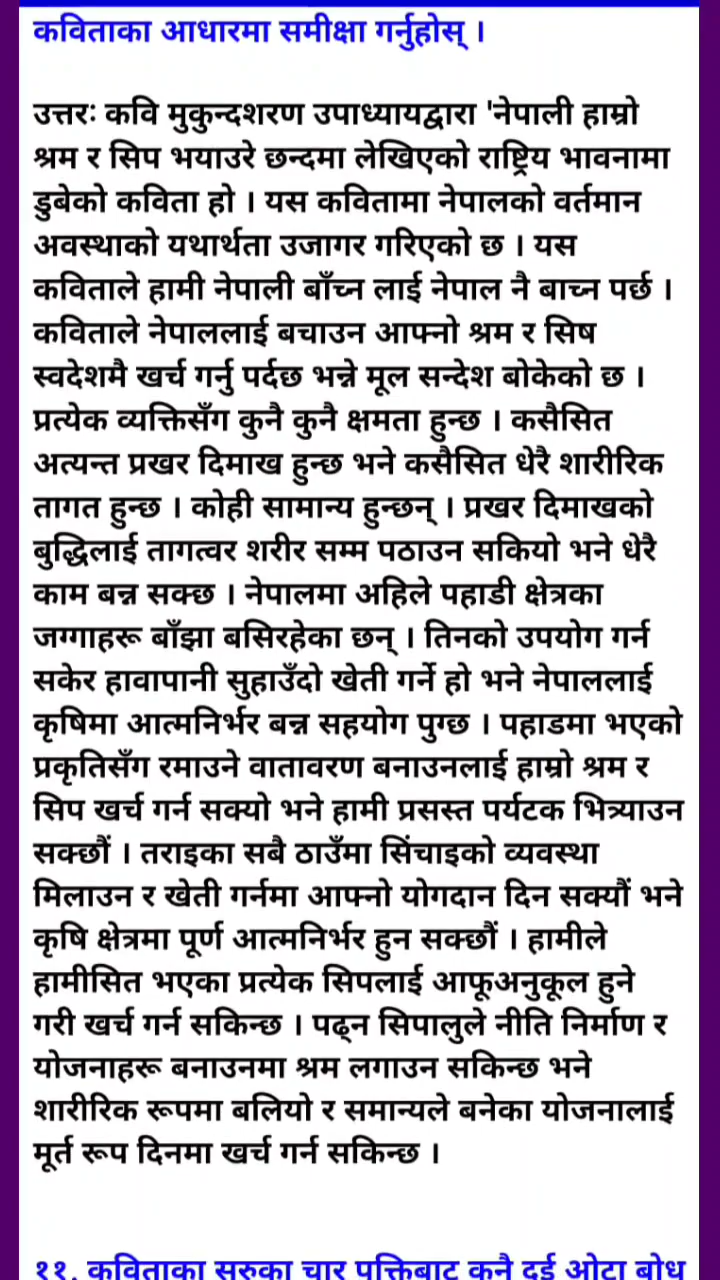 कविताका आधारमा समीक्षा गर्नुहोस् ।
उत्तरः कवि मुकुन्दशरण उपाध्यायद्वारा 'नेपाली हाम्रो
श्रम र सिप भयाउरे छन्दमा लेखिएको राष्ट्रिय भावनामा
डुबेको कविता हो । यस कवितामा नेपालको वर्तमान
अवस्थाको यथार्थता उजागर गरिएको छ । यस
कविताले हामी नेपाली बाँच्न लाई नेपाल नै बाच्न पर्छ ।
कविताले नेपाललाई बचाउन आफ्नो श्रम र सिष
स्वदेशमै खर्च गर्नु पर्दछ भन्ने मूल सन्देश बोकेको छ ।
प्रत्येक व्यक्तिसँग कुनै कुनै क्षमता हुन्छ । कसैसित
अत्यन्त प्रखर दिमाख हुन्छ भने कसैसित धेरै शारीरिक
तागत हुन्छ । कोही सामान्य हुन्छन् । प्रखर दिमाखको
बुद्धिलाई तागत्वर शरीर सम्म पठाउन सकियो भने धेरै
काम बन्न सक्छ । नेपालमा अहिले पहाडी क्षेत्रका
जग्गाहरू बाँझा बसिरहेका छन् । तिनको उपयोग गर्न
सकेर हावापानी सुहाउँदो खेती गर्ने हो भने नेपाललाई
कृषिमा आत्मनिर्भर बन्न सहयोग पुग्छ । पहाडमा भएको
प्रकृतिसँग रमाउने वातावरण बनाउनलाई हाम्रो श्रम र
सिप खर्च गर्न सक्यो भने हामी प्रसस्त पर्यटक भित्र्याउन
सक्छौं । तराइका सबै ठाउँमा सिंचाइको व्यवस्था
मिलाउन र खेती गर्नमा आफ्नो योगदान दिन सक्यौं भने
कृषि क्षेत्रमा पूर्ण आत्मनिर्भर हुन सक्छौं । हामीले
हामीसित भएका प्रत्येक सिपलाई आफूअनुकूल हुने
गरी खर्च गर्न सकिन्छ । पढ्न सिपालुले नीति निर्माण र
योजनाहरू बनाउनमा श्रम लगाउन सकिन्छ भने
शारीरिक रूपमा बलियो र समान्यले बनेका योजनालाई
मूर्त रूप दिनमा खर्च गर्न सकिन्छ ।
११. कविताका सुरुका चार पङ्क्तिबाट कुनै दुई ओटा बोध